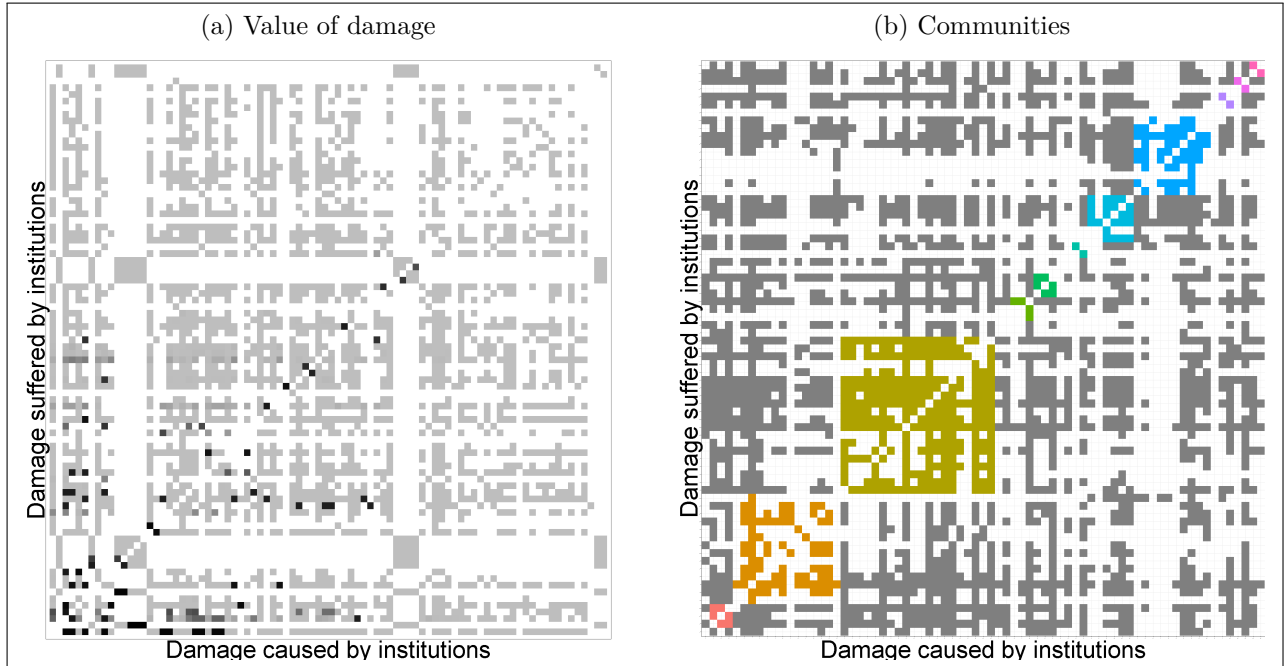 (a) Value of damage
(b) Communities
Damage suffered by institutions
Damage caused by institutions
Damage suffered by institutions
Damage caused by institutions